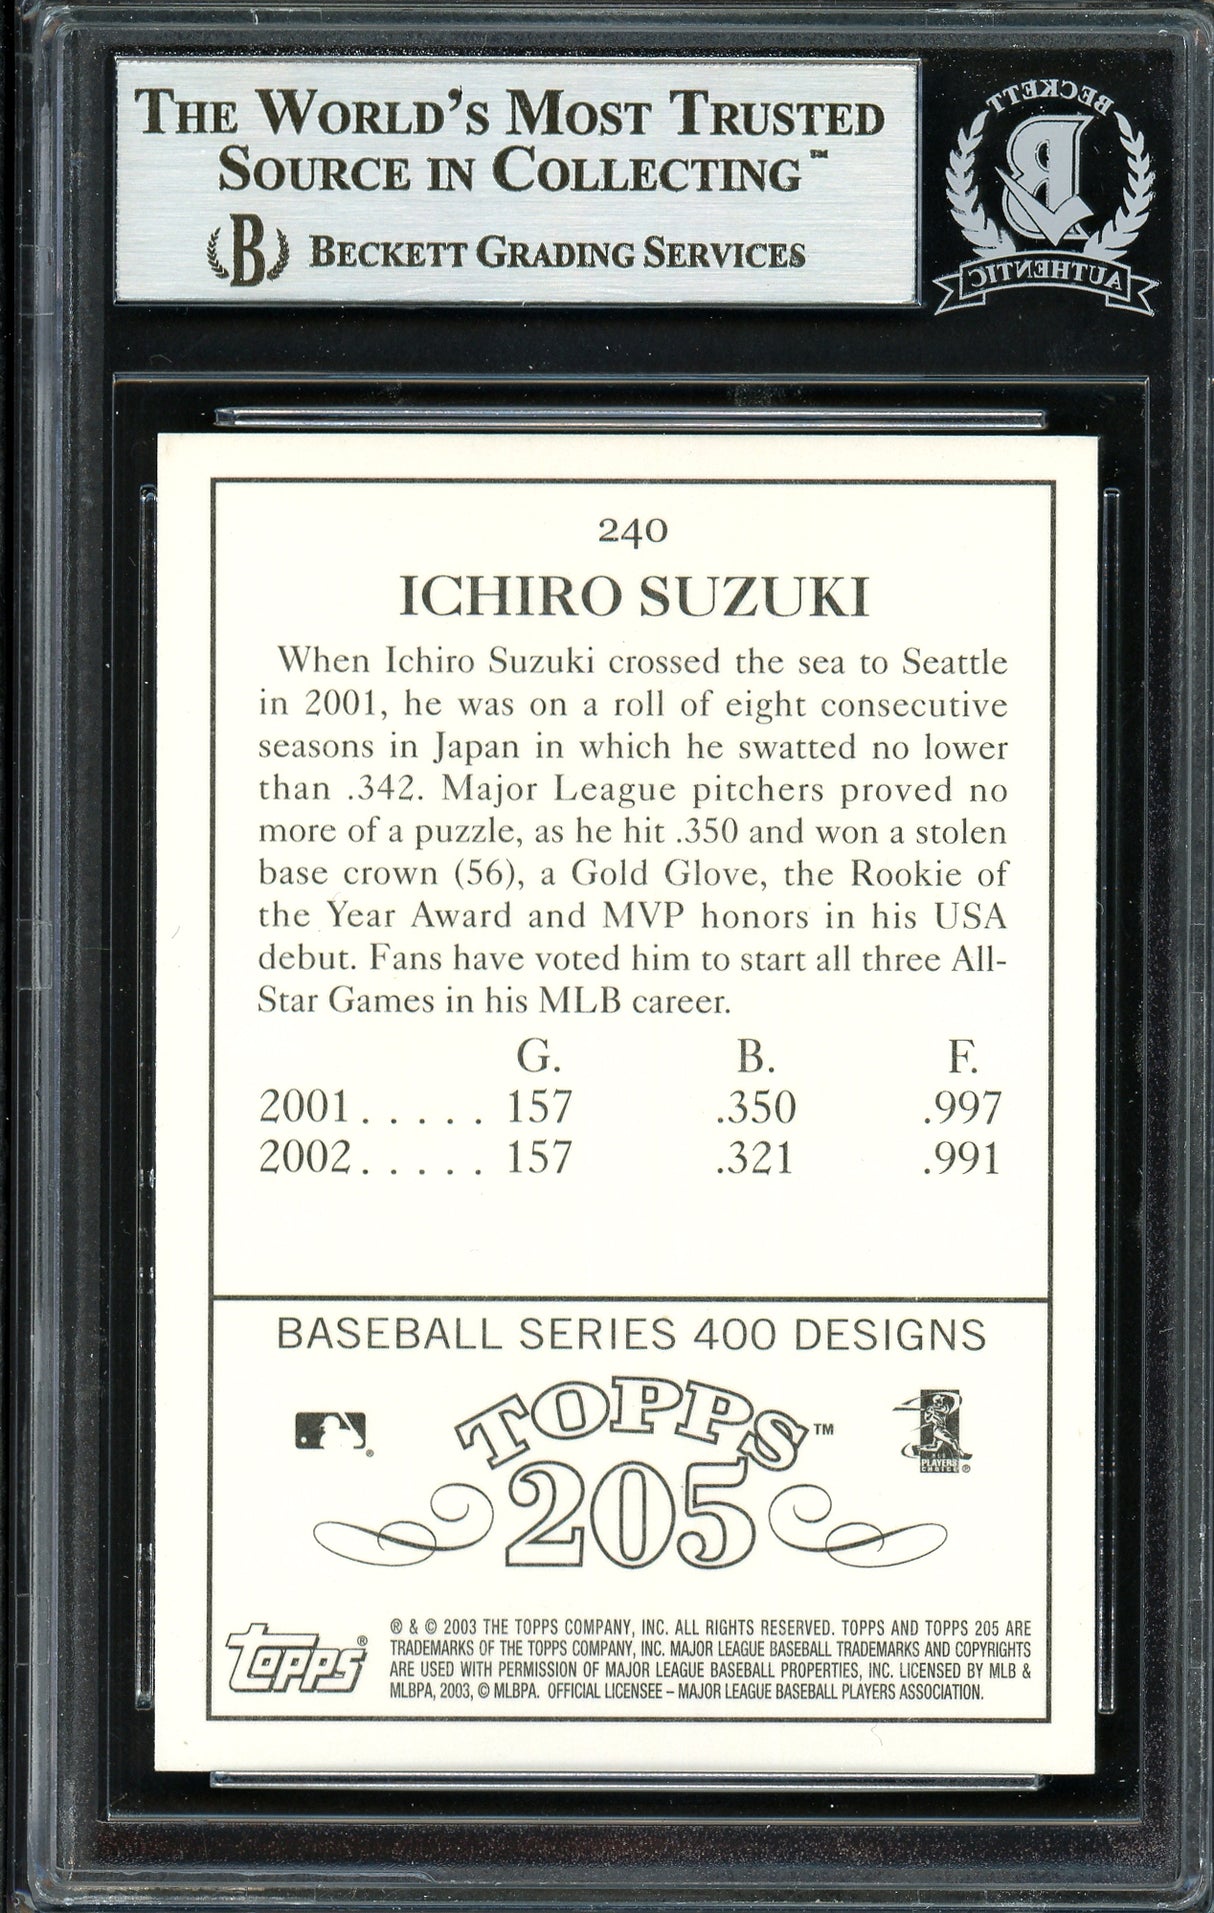 THE WORLD'S MOST TRUSTED
SOURCE IN COLLECTING™
B BECKETT GRADING SERVICES
BECKETT
B
AUTHENTIC
240
ICHIRO SUZUKI
When Ichiro Suzuki crossed the sea to Seattle
in 2001, he was on a roll of eight consecutive
seasons in Japan in which he swatted no lower
than .342. Major League pitchers proved no
more of a puzzle, as he hit .350 and won a stolen
base crown (56), a Gold Glove, the Rookie of
the Year Award and MVP honors in his USA
debut. Fans have voted him to start all three All-
Star Games in his MLB career.
G. B. F.
2001 . . . . . 157 .350 .997
2002 . . . . . 157 .321 .991
BASEBALL SERIES 400 DESIGNS
TOPPS™
205
PLAYERS
CHOICE®
Topps®
® & © 2003 THE TOPPS COMPANY, INC. ALL RIGHTS RESERVED. TOPPS AND TOPPS 205 ARE
TRADEMARKS OF THE TOPPS COMPANY, INC. MAJOR LEAGUE BASEBALL TRADEMARKS AND COPYRIGHTS
ARE USED WITH PERMISSION OF MAJOR LEAGUE BASEBALL PROPERTIES, INC. LICENSED BY MLB &
MLBPA, 2003, © MLBPA. OFFICIAL LICENSEE – MAJOR LEAGUE BASEBALL PLAYERS ASSOCIATION.